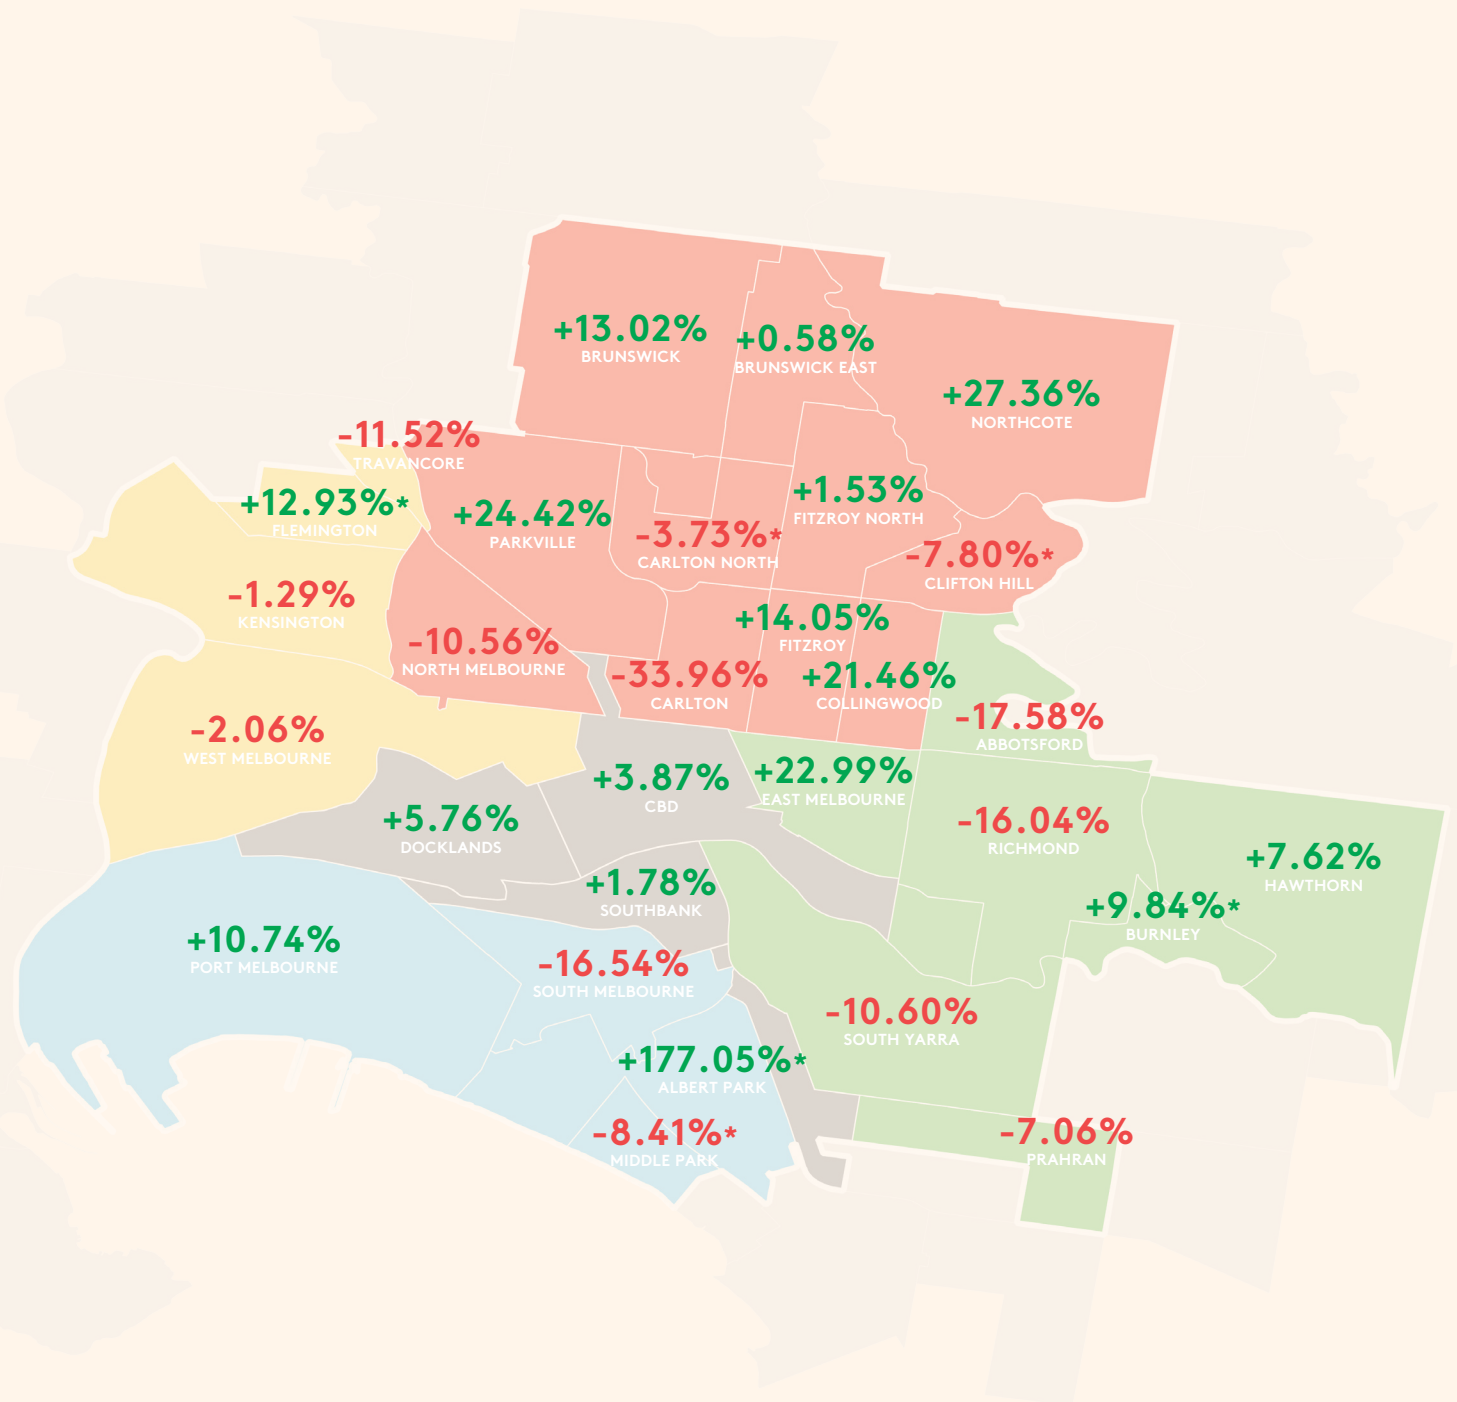 +13.02%
BRUNSWICK
+0.58%
BRUNSWICK EAST
+27.36%
NORTHCOTE
-11.52%
TRAVANCORE
+12.93%*
FLEMINGTON
+24.42%
PARKVILLE
-3.73%*
CARLTON NORTH
+1.53%
FITZROY NORTH
-7.80%*
CLIFTON HILL
-1.29%
KENSINGTON
-10.56%
NORTH MELBOURNE
+14.05%
FITZROY
-33.96%
CARLTON
+21.46%
COLLINGWOOD
-17.58%
ABBOTSFORD
-2.06%
WEST MELBOURNE
+3.87%
CBD
+22.99%
EAST MELBOURNE
+5.76%
DOCKLANDS
-16.04%
RICHMOND
+7.62%
HAWTHORN
+1.78%
SOUTHBANK
+9.84%*
BURNLEY
+10.74%
PORT MELBOURNE
-16.54%
SOUTH MELBOURNE
-10.60%
SOUTH YARRA
+177.05%*
ALBERT PARK
-8.41%*
MIDDLE PARK
-7.06%
PRAHRAN